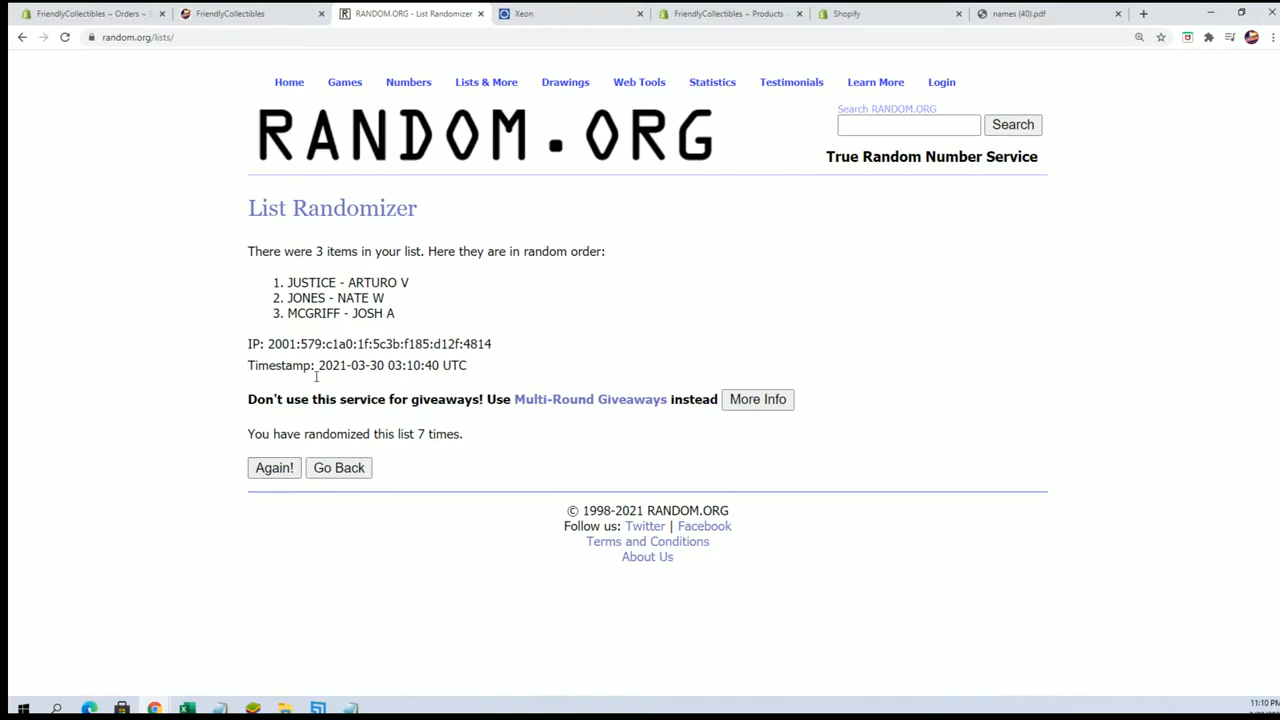 FriendlyCollectibles ~ Orders ~ S
FriendlyCollectibles
RANDOM.ORG - List Randomizer
Xeon
FriendlyCollectibles ~ Products ~
Shopify
names (40).pdf
random.org/lists/
Home Games Numbers Lists & More Drawings Web Tools Statistics Testimonials Learn More Login
Search RANDOM.ORG
RANDOM.ORG
Search
True Random Number Service
List Randomizer
There were 3 items in your list. Here they are in random order:
1. JUSTICE - ARTURO V
2. JONES - NATE W
3. MCGRIFF - JOSH A
IP: 2001:579:c1a0:1f:5c3b:f185:d12f:4814
Timestamp: 2021-03-30 03:10:40 UTC
Don't use this service for giveaways! Use Multi-Round Giveaways instead More Info
You have randomized this list 7 times.
Again! Go Back
© 1998-2021 RANDOM.ORG
Follow us: Twitter | Facebook
Terms and Conditions
About Us
11:10 PM